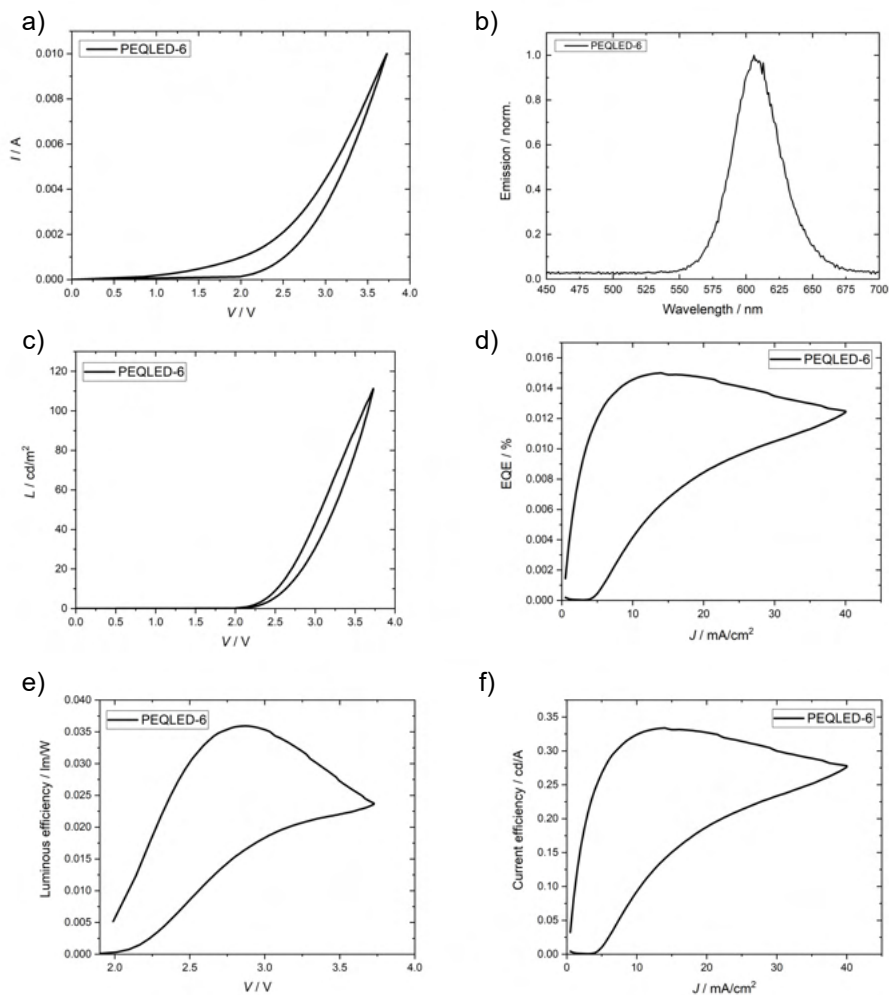 a)
PEQLED-6
0.010
0.008
0.006
0.004
0.002
0.000
I / A
0.0 0.5 1.0 1.5 2.0 2.5 3.0 3.5 4.0
V / V
b)
PEQLED-6
1.0
0.8
0.6
0.4
0.2
0.0
Emission / norm.
450 475 500 525 550 575 600 625 650 675 700
Wavelength / nm
c)
PEQLED-6
120
100
80
60
40
20
0
L / cd/m²
0.0 0.5 1.0 1.5 2.0 2.5 3.0 3.5 4.0
V / V
d)
PEQLED-6
0.016
0.014
0.012
0.010
0.008
0.006
0.004
0.002
0.000
EQE / %
0 10 20 30 40
J / mA/cm²
e)
PEQLED-6
0.040
0.035
0.030
0.025
0.020
0.015
0.010
0.005
0.000
Luminous efficiency / lm/W
2.0 2.5 3.0 3.5 4.0
V / V
f)
PEQLED-6
0.35
0.30
0.25
0.20
0.15
0.10
0.05
0.00
Current efficiency / cd/A
0 10 20 30 40
J / mA/cm²